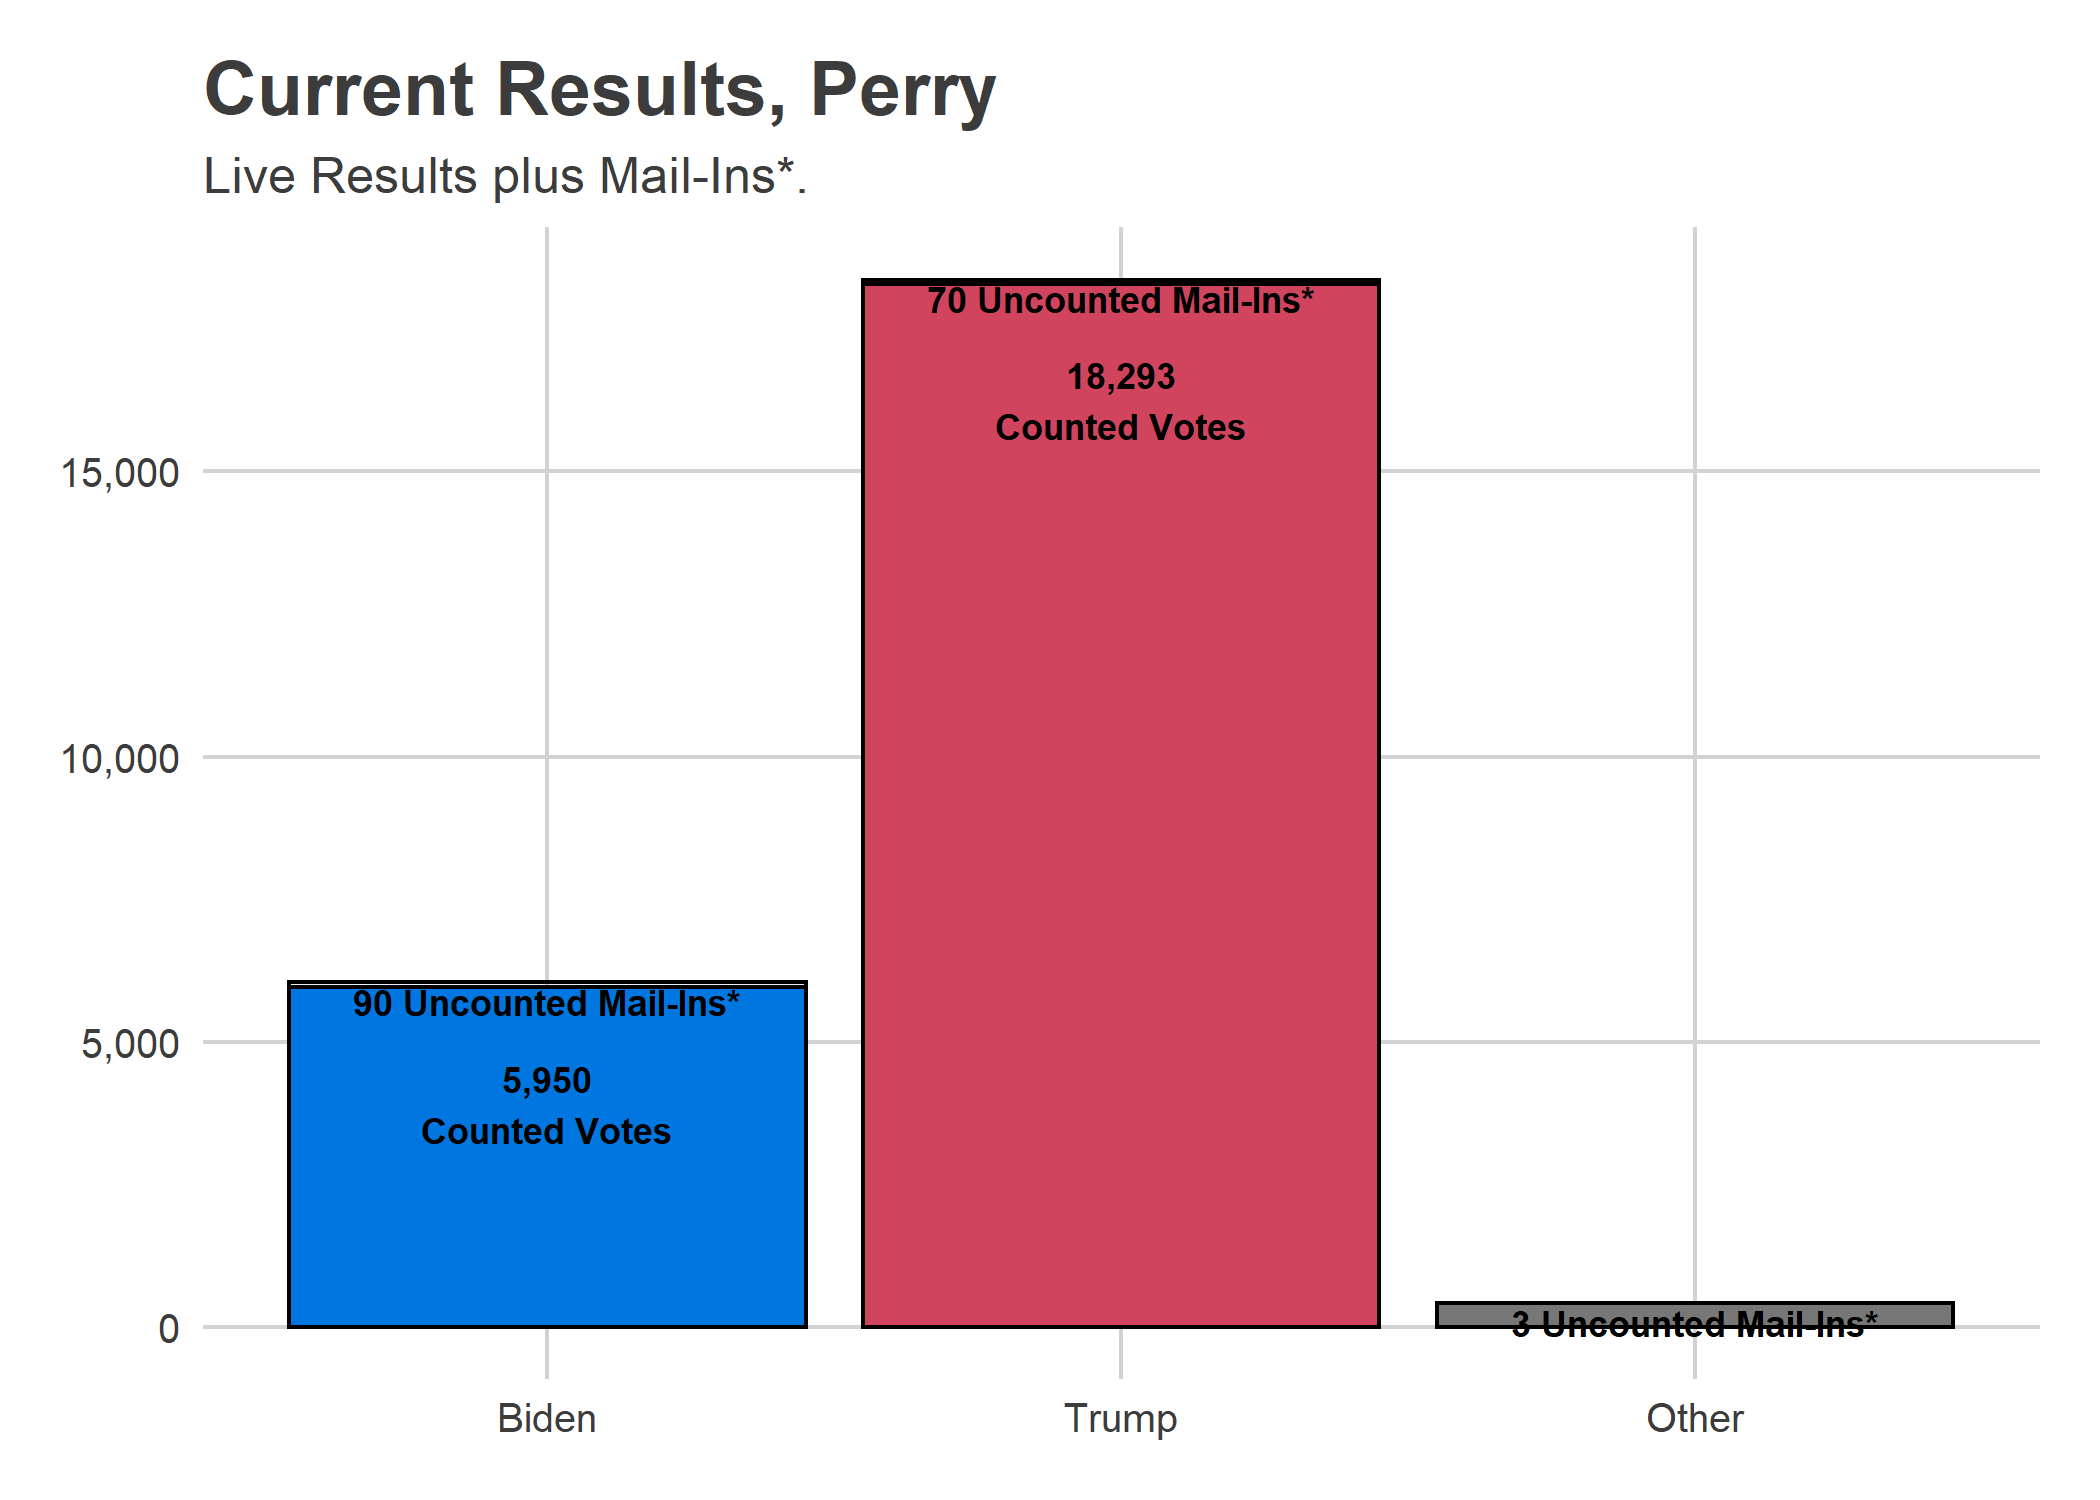 Current Results, Perry
Live Results plus Mail-Ins*.
70 Uncounted Mail-Ins*
18,293
Counted Votes
15,000
10,000
90 Uncounted Mail-Ins*
5,000
5,950
Counted Votes
3 Uncounted Mail-Ins*
0
Biden
Trump
Other